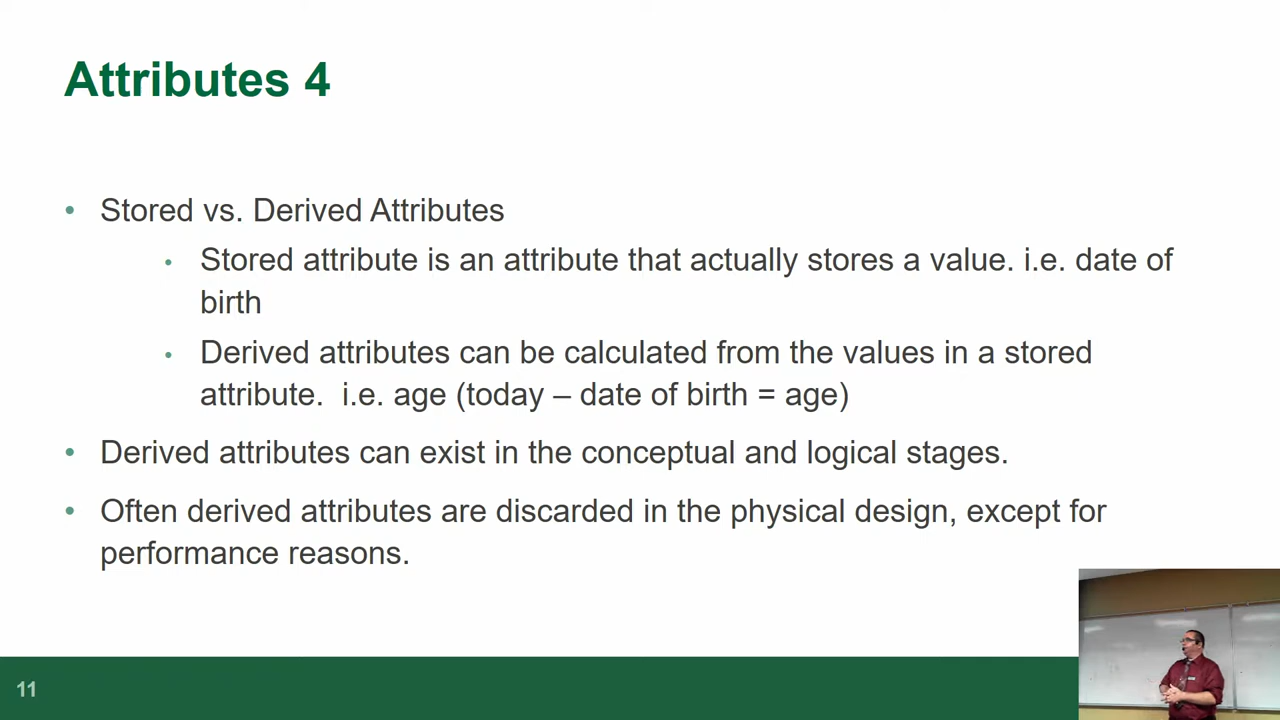 Attributes 4
• Stored vs. Derived Attributes
• Stored attribute is an attribute that actually stores a value. i.e. date of
birth
• Derived attributes can be calculated from the values in a stored
attribute.  i.e. age (today – date of birth = age)
• Derived attributes can exist in the conceptual and logical stages.
• Often derived attributes are discarded in the physical design, except for
performance reasons.
11